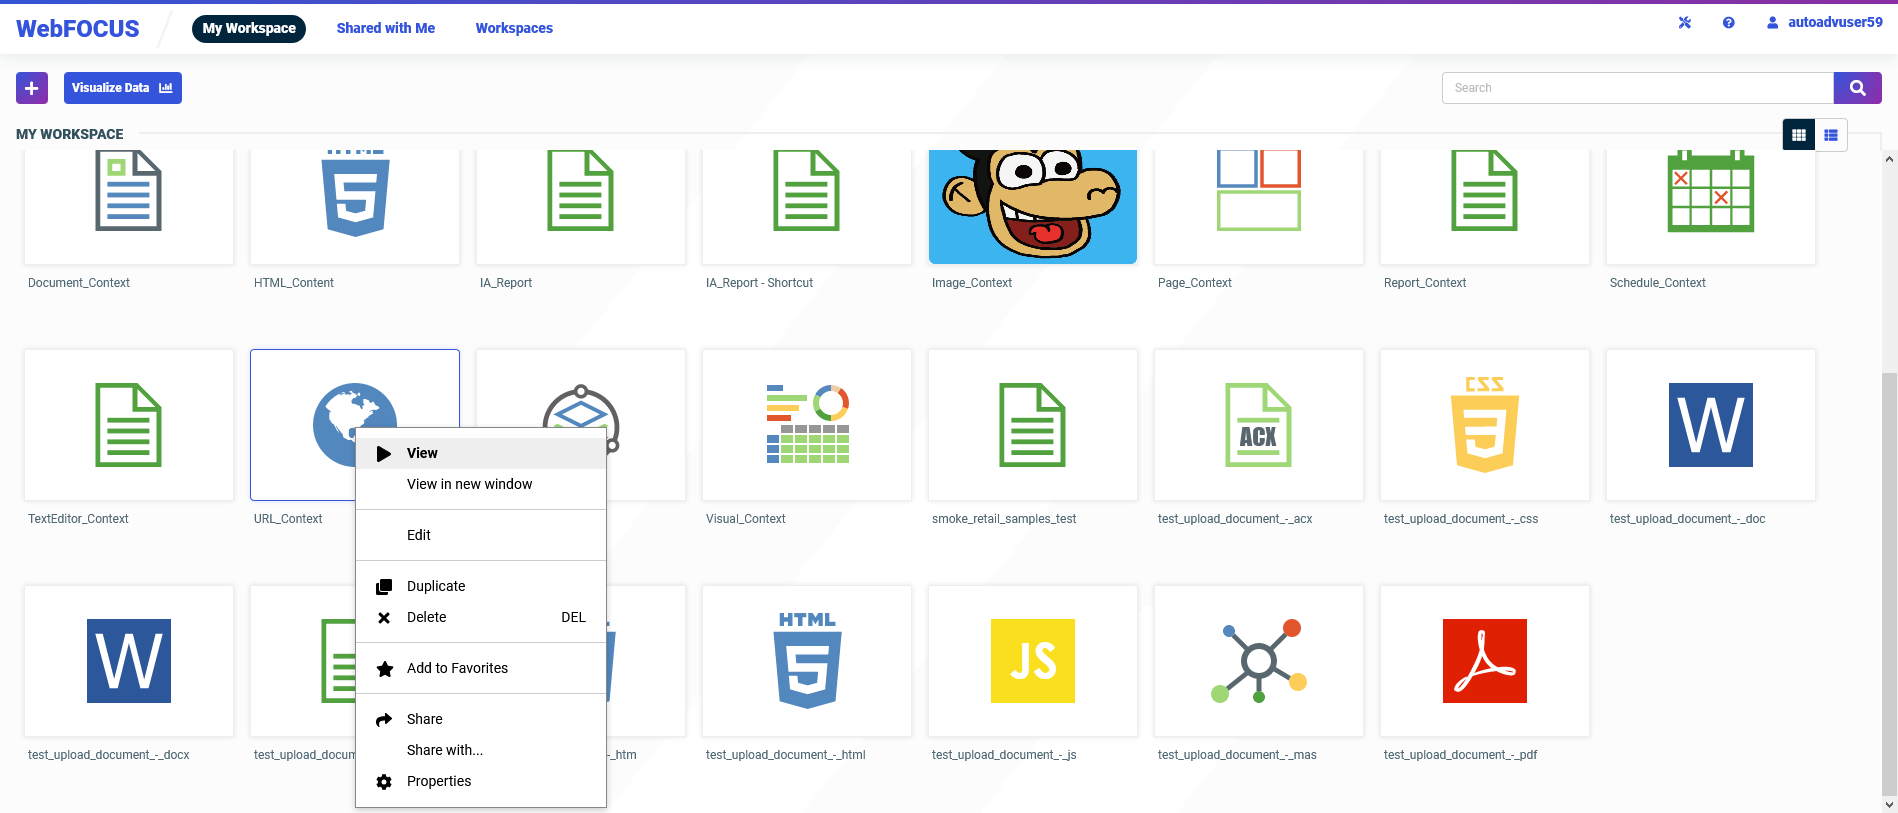 WebFOCUS
My Workspace
Shared with Me
Workspaces
autoadvuser59
Visualize Data
Search
MY WORKSPACE
Document_Context
HTML_Content
IA_Report
IA_Report - Shortcut
Image_Context
Page_Context
Report_Context
Schedule_Context
ACX
CSS
W
TextEditor_Context
URL_Context
Visual_Context
smoke_retail_samples_test
test_upload_document_-_acx
test_upload_document_-_css
test_upload_document_-_doc
View
View in new window
Edit
Duplicate
Delete DEL
Add to Favorites
Share
Share with...
Properties
W
HTML
JS
test_upload_document_-_docx
test_upload_docum
-_htm
test_upload_document_-_html
test_upload_document_-_js
test_upload_document_-_mas
test_upload_document_-_pdf